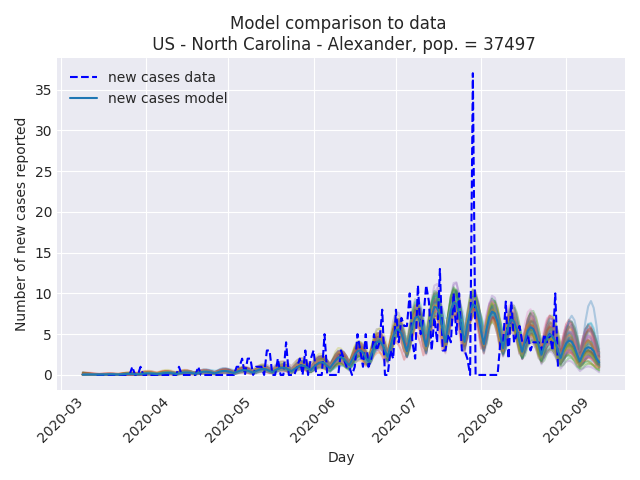 Model comparison to data
US - North Carolina - Alexander, pop. = 37497
new cases data
new cases model
Number of new cases reported
35
30
25
20
15
10
5
0
2020-03
2020-04
2020-05
2020-06
2020-07
2020-08
2020-09
Day